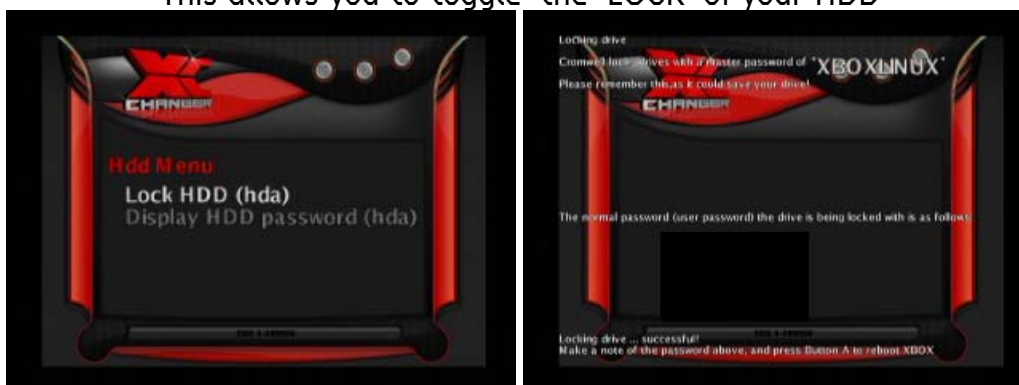 This allows you to toggle the "LOCK" of your HDD
X
CHANGER
Hdd Menu
Lock HDD (hda)
Display HDD password (hda)
Locking drive
Cromwell locks drives with a master password of "XBOXLINUX"
Please remember this,as it could save your drive!
CHANGER
The normal password (user password) the drive is being locked with is as follows
Locking drive ... successful!
Make a note of the password above, and press Button A to reboot XBOX